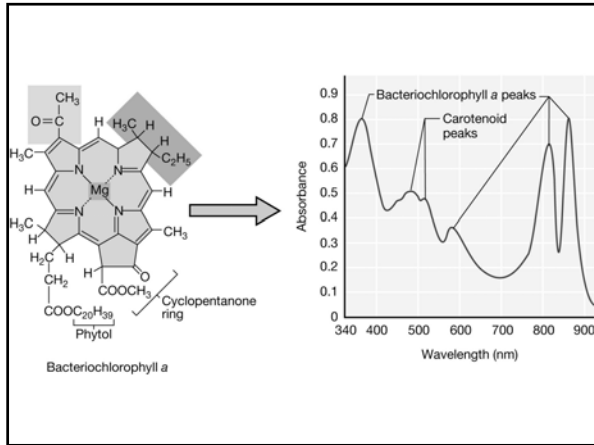 CH3
O=C
H
H3C
H
C2H5
H3C
N
N
H
Mg
H
N
N
H3C
H
H
CH3
CH2
CH2
H
O
COOCH3
COOC20H39
Cyclopentanone
ring
Phytol
Bacteriochlorophyll a
Bacteriochlorophyll a peaks
Carotenoid
peaks
Absorbance
0.9
0.8
0.7
0.6
0.5
0.4
0.3
0.2
0.1
0
340 400 500 600 700 800 900
Wavelength (nm)